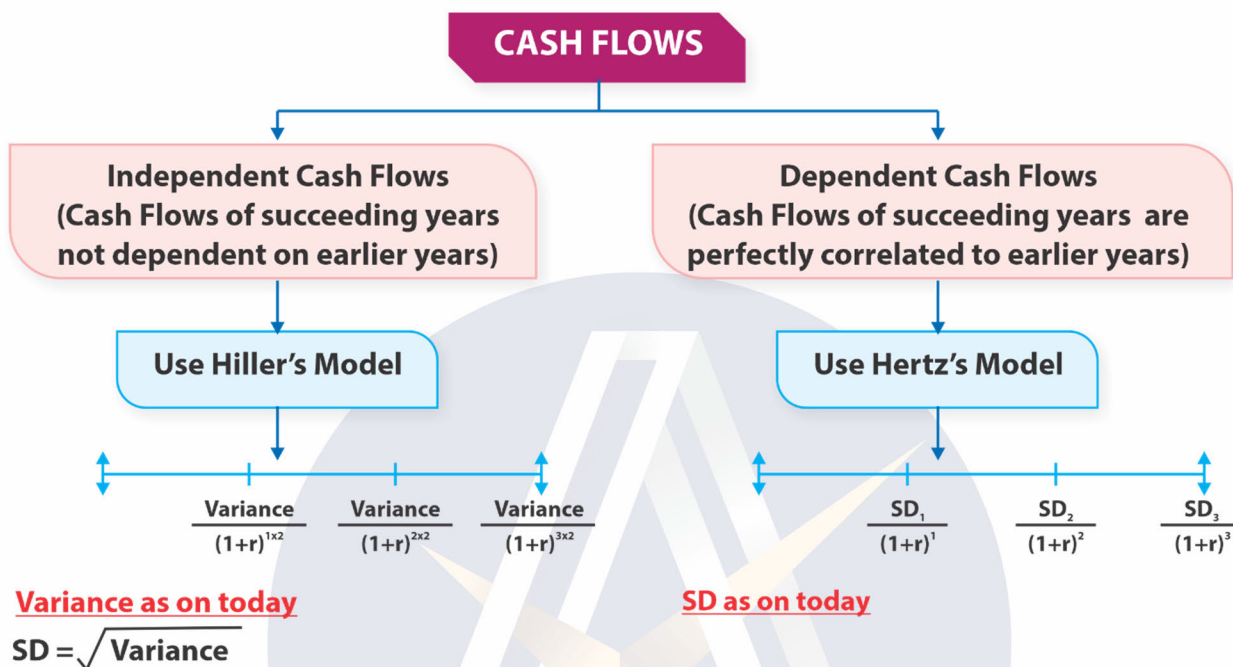 CASH FLOWS
Independent Cash Flows
(Cash Flows of succeeding years
not dependent on earlier years)
Dependent Cash Flows
(Cash Flows of succeeding years are
perfectly correlated to earlier years)
Use Hiller's Model
Use Hertz's Model
Variance Variance Variance
(1+r)^1x2 (1+r)^2x2 (1+r)^3x2
SD₁ SD₂ SD₃
(1+r)^1 (1+r)^2 (1+r)^3
Variance as on today
SD = √Variance
SD as on today